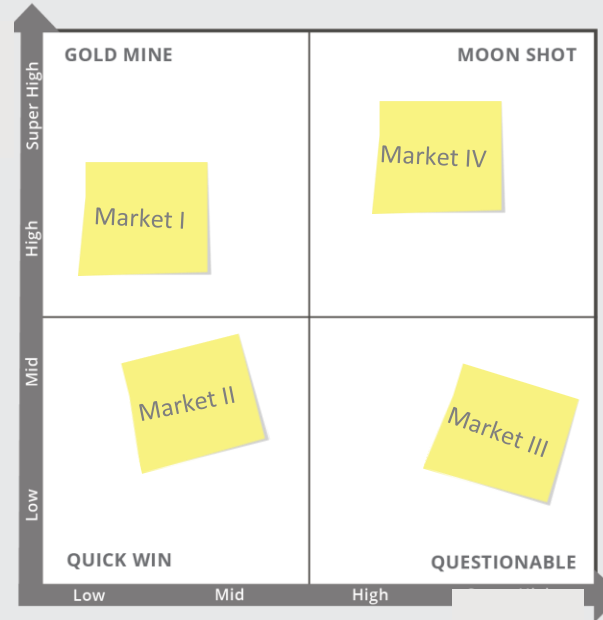 GOLD MINE
MOON SHOT
Super High
Market IV
Market I
High
Mid
Market II
Market III
Low
QUICK WIN
QUESTIONABLE
Low
Mid
High